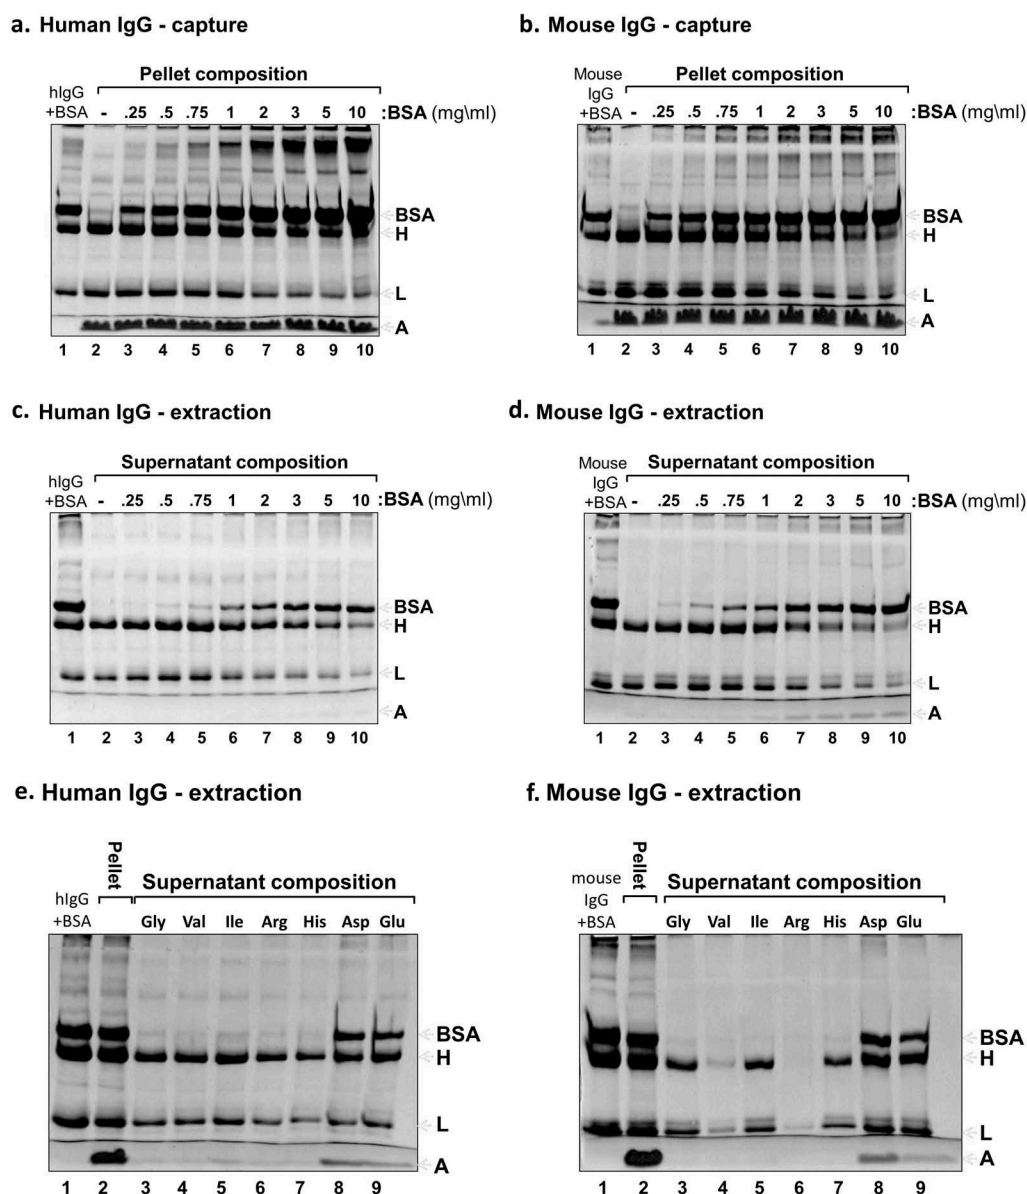 a. Human IgG - capture
Pellet composition
hIgG
+BSA - .25 .5 .75 1 2 3 5 10 :BSA (mg\ml)
BSA
H
L
A
1 2 3 4 5 6 7 8 9 10
b. Mouse IgG - capture
Mouse
Pellet composition
IgG
+BSA - .25 .5 .75 1 2 3 5 10 :BSA (mg\ml)
BSA
H
L
A
1 2 3 4 5 6 7 8 9 10
c. Human IgG - extraction
Supernatant composition
hIgG
+BSA - .25 .5 .75 1 2 3 5 10 :BSA (mg\ml)
BSA
H
L
A
1 2 3 4 5 6 7 8 9 10
d. Mouse IgG - extraction
Mouse
Supernatant composition
IgG
+BSA - .25 .5 .75 1 2 3 5 10 :BSA (mg\ml)
BSA
H
L
A
1 2 3 4 5 6 7 8 9 10
e. Human IgG - extraction
Pellet
Supernatant composition
hIgG
+BSA Gly Val Ile Arg His Asp Glu
BSA
H
L
A
1 2 3 4 5 6 7 8 9
f. Mouse IgG - extraction
Pellet
Supernatant composition
mouse
IgG
+BSA Gly Val Ile Arg His Asp Glu
BSA
H
L
A
1 2 3 4 5 6 7 8 9